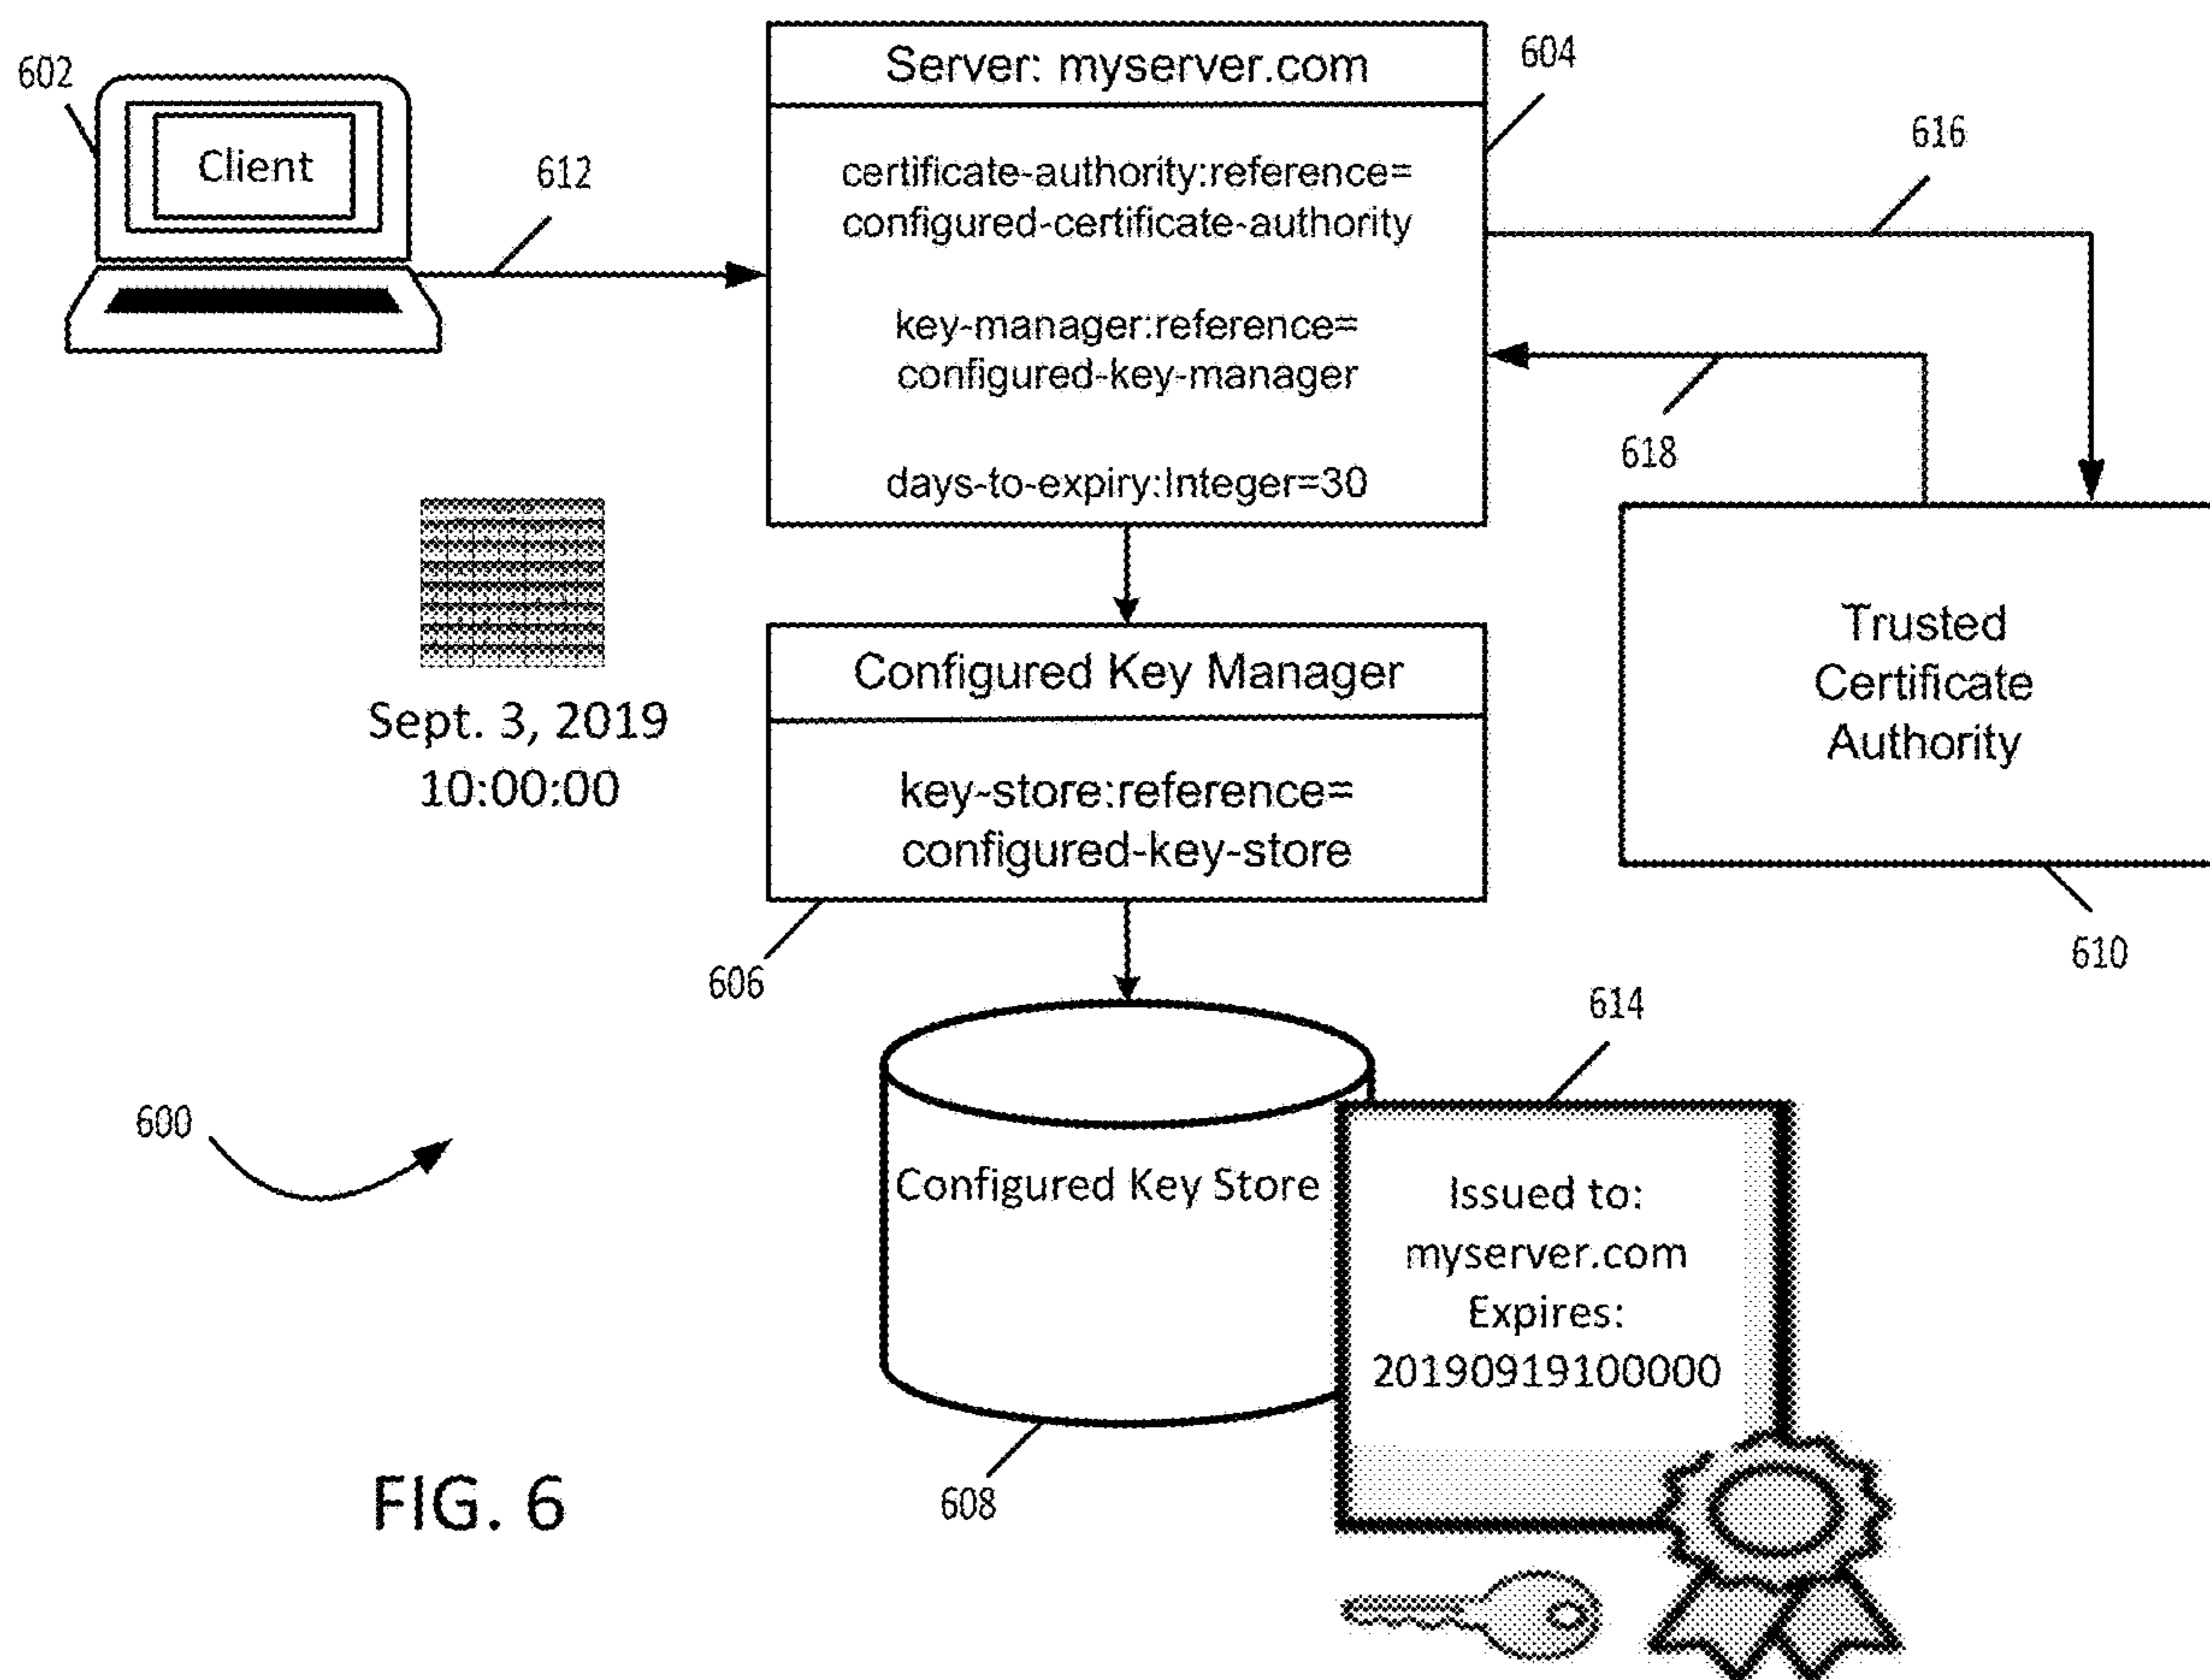 602
Client
612
Server: myserver.com
604
certificate-authority:reference=
configured-certificate-authority
key-manager:reference=
configured-key-manager
days-to-expiry:Integer=30
616
618
Sept. 3, 2019
10:00:00
Configured Key Manager
key-store:reference=
configured-key-store
606
Trusted
Certificate
Authority
610
614
600
Configured Key Store
608
Issued to:
myserver.com
Expires:
20190919100000
FIG. 6